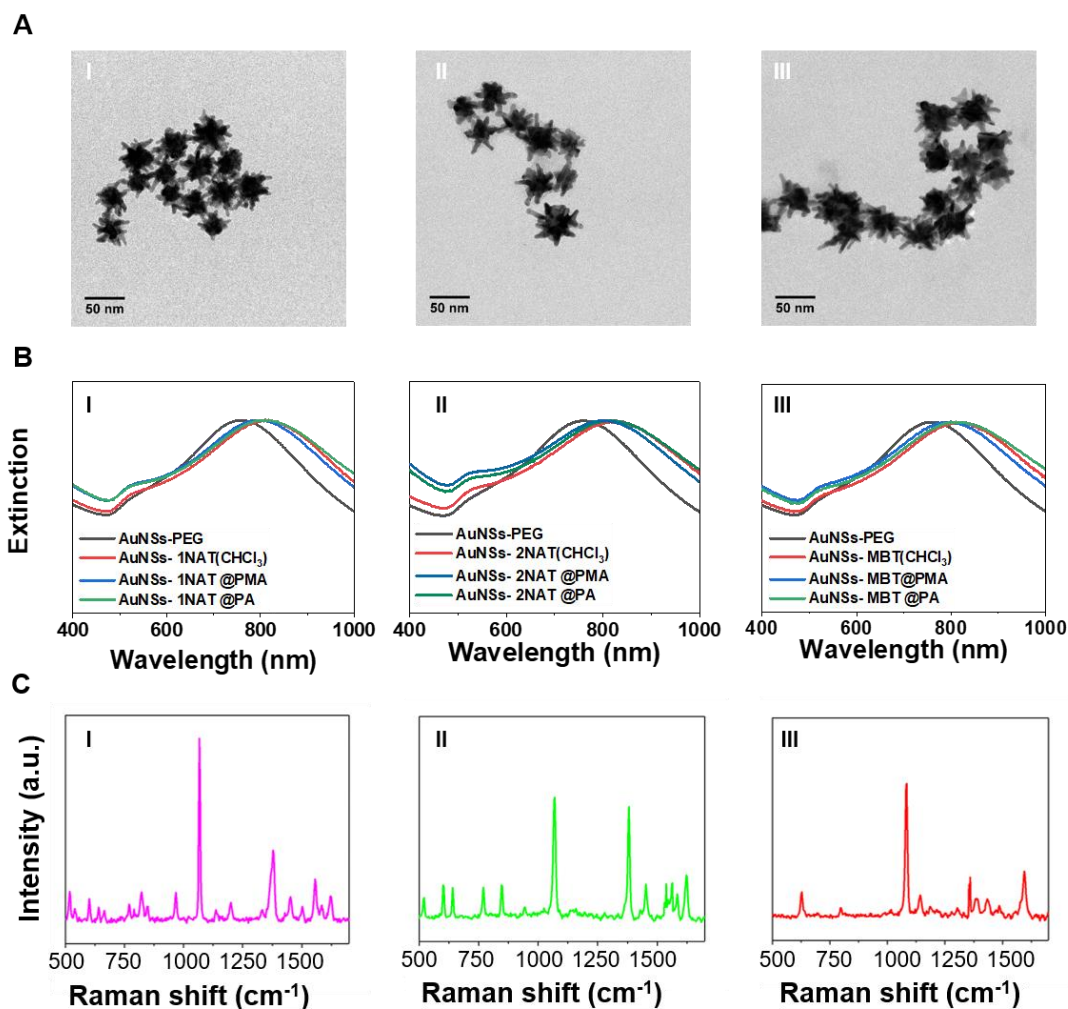 A
I
II
III
50 nm
50 nm
50 nm
B
Extinction
I
AuNSs-PEG
AuNSs- 1NAT(CHCl₃)
AuNSs- 1NAT @PMA
AuNSs- 1NAT @PA
400 600 800 1000
Wavelength (nm)
II
AuNSs-PEG
AuNSs- 2NAT(CHCl₃)
AuNSs- 2NAT @PMA
AuNSs- 2NAT @PA
400 600 800 1000
Wavelength (nm)
III
AuNSs-PEG
AuNSs- MBT(CHCl₃)
AuNSs- MBT@PMA
AuNSs- MBT @PA
400 600 800 1000
Wavelength (nm)
C
Intensity (a.u.)
I
500 750 1000 1250 1500
Raman shift (cm⁻¹)
II
500 750 1000 1250 1500
Raman shift (cm⁻¹)
III
500 750 1000 1250 1500
Raman shift (cm⁻¹)